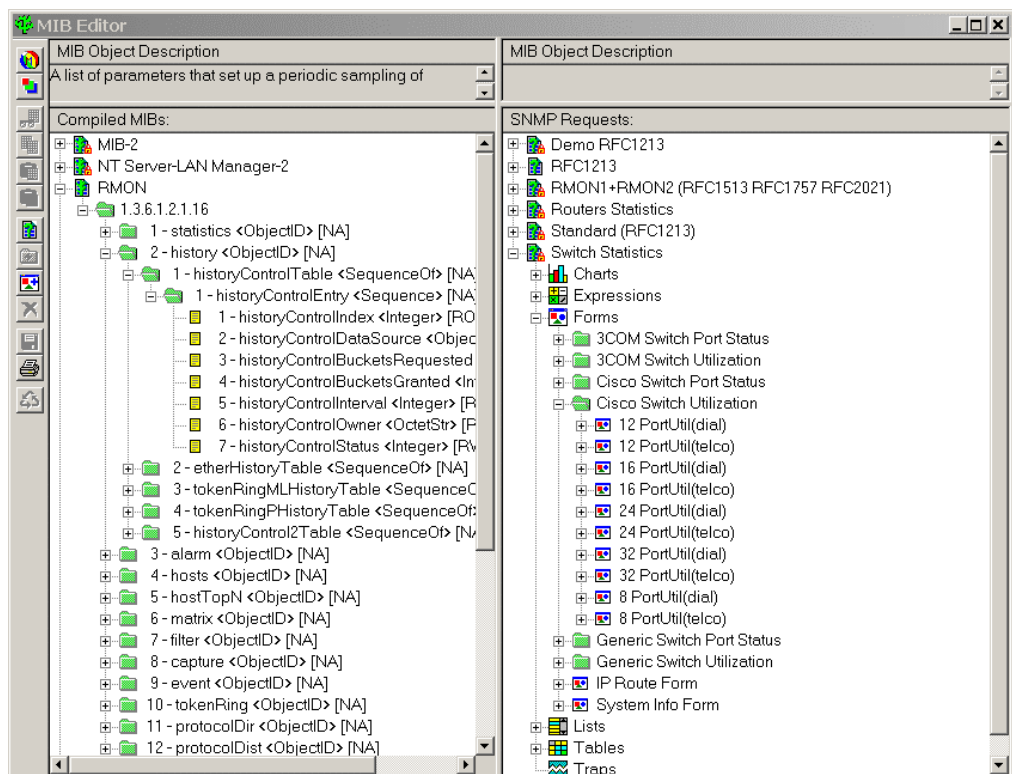 MIB Editor
MIB Object Description
A list of parameters that set up a periodic sampling of
Compiled MIBs:
MIB-2
NT Server-LAN Manager-2
RMON
1.3.6.1.2.1.16
1 - statistics <ObjectID> [NA]
2 - history <ObjectID> [NA]
1 - historyControlTable <SequenceOf> [NA]
1 - historyControlEntry <Sequence> [NA
1 - historyControlIndex <Integer> [RO
2 - historyControlDataSource <Objec
3 - historyControlBucketsRequested
4 - historyControlBucketsGranted <In
5 - historyControlInterval <Integer> [R
6 - historyControlOwner <OctetStr> [R
7 - historyControlStatus <Integer> [RW
2 - etherHistoryTable <SequenceOf> [NA]
3 - tokenRingMLHistoryTable <SequenceO
4 - tokenRingPHistoryTable <SequenceOf>
5 - historyControl2Table <SequenceOf> [NA
3 - alarm <ObjectID> [NA]
4 - hosts <ObjectID> [NA]
5 - hostTopN <ObjectID> [NA]
6 - matrix <ObjectID> [NA]
7 - filter <ObjectID> [NA]
8 - capture <ObjectID> [NA]
9 - event <ObjectID> [NA]
10 - tokenRing <ObjectID> [NA]
11 - protocolDir <ObjectID> [NA]
12 - protocolDist <ObjectID> [NA]
MIB Object Description
SNMP Requests:
Demo RFC1213
RFC1213
RMON1+RMON2 (RFC1513 RFC1757 RFC2021)
Routers Statistics
Standard (RFC1213)
Switch Statistics
Charts
Expressions
Forms
3COM Switch Port Status
3COM Switch Utilization
Cisco Switch Port Status
Cisco Switch Utilization
12 PortUtil(dial)
12 PortUtil(telco)
16 PortUtil(dial)
16 PortUtil(telco)
24 PortUtil(dial)
24 PortUtil(telco)
32 PortUtil(dial)
32 PortUtil(telco)
8 PortUtil(dial)
8 PortUtil(telco)
Generic Switch Port Status
Generic Switch Utilization
IP Route Form
System Info Form
Lists
Tables
Traps